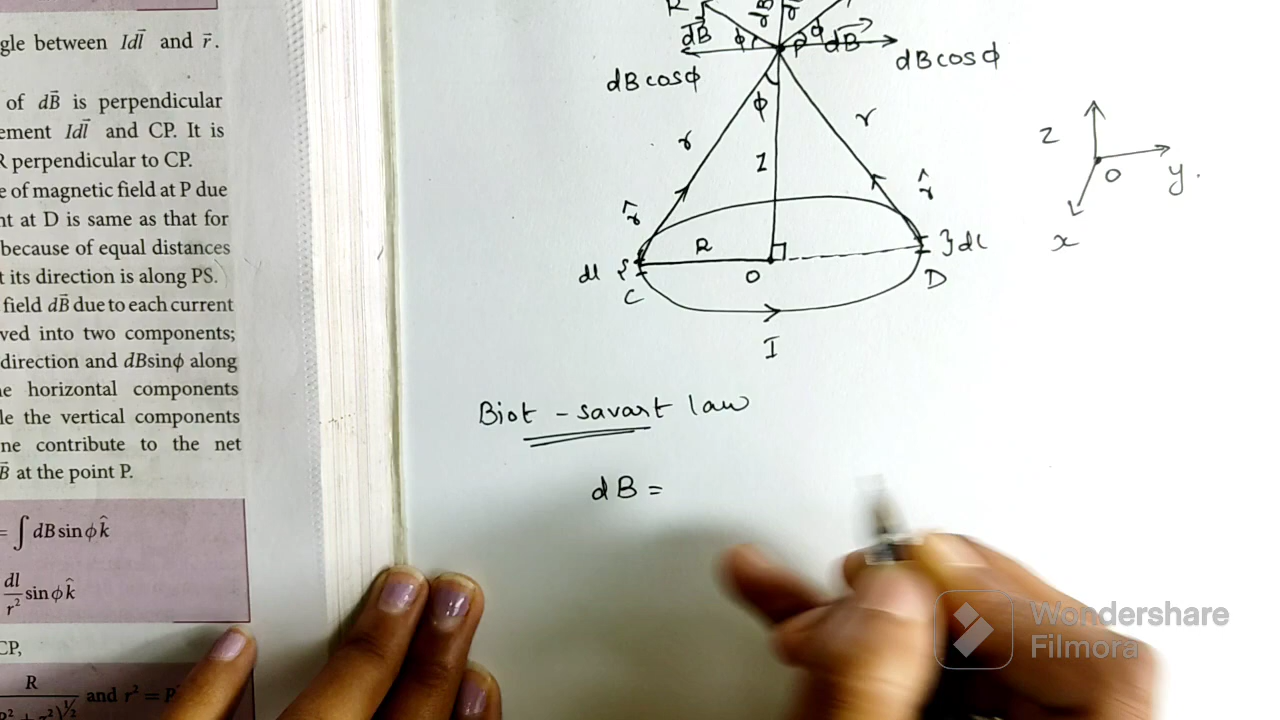 gle between Idl⃗ and r⃗.
of dB⃗ is perpendicular
ement Idl⃗ and CP. It is
R perpendicular to CP.
e of magnetic field at P due
nt at D is same as that for
because of equal distances
t its direction is along PS.
field dB⃗ due to each current
ved into two components;
direction and dBsinϕ along
e horizontal components
le the vertical components
ne contribute to the net
B⃗ at the point P.
= ∫ dB sin ϕ k̂
dl/r² sin ϕ k̂
CP,
R
and r² =
R
dB⃗
ϕ
P
ϕ
dB⃗
dB cos ϕ
dB cos ϕ
ϕ
r
r
z
r̂
r̂
R
dl
C
O
dl
D
I
z
O
y.
x
Biot - savart law
dB =
Wondershare
Filmora